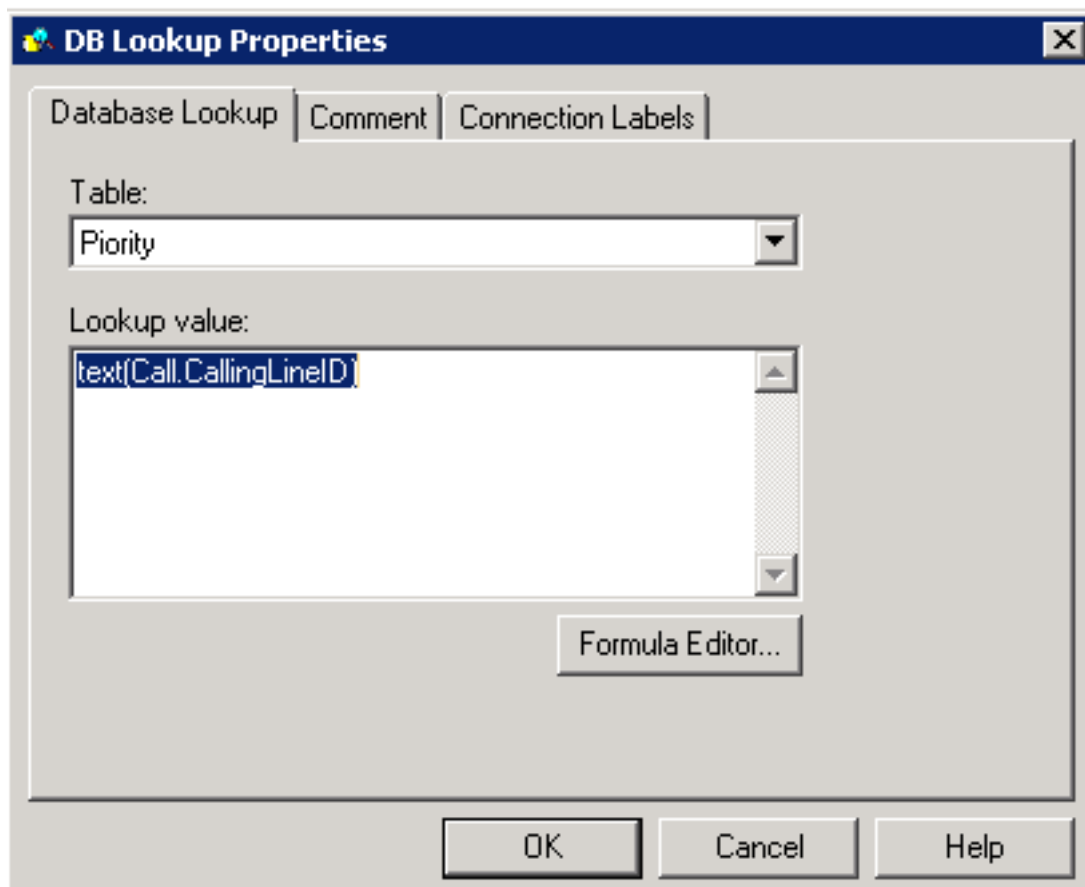 DB Lookup Properties
Database Lookup
Comment
Connection Labels
Table:
Piority
Lookup value:
text(Call.CallingLineID)
Formula Editor...
OK
Cancel
Help